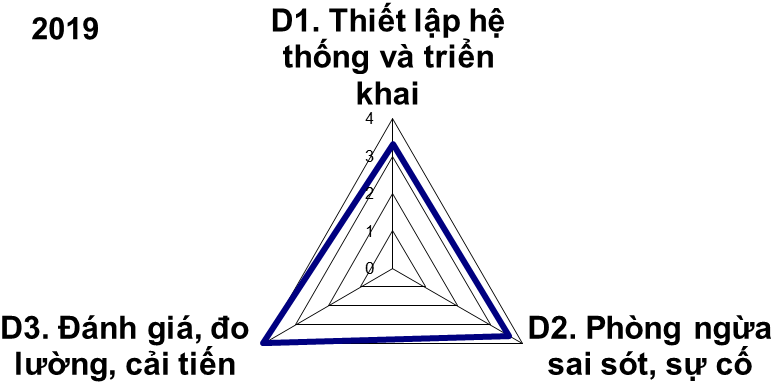 2019
D1. Thiết lập hệ
thống và triển
khai
4
3
2
1
0
D3. Đánh giá, đo
lường, cải tiến
D2. Phòng ngừa
sai sót, sự cố